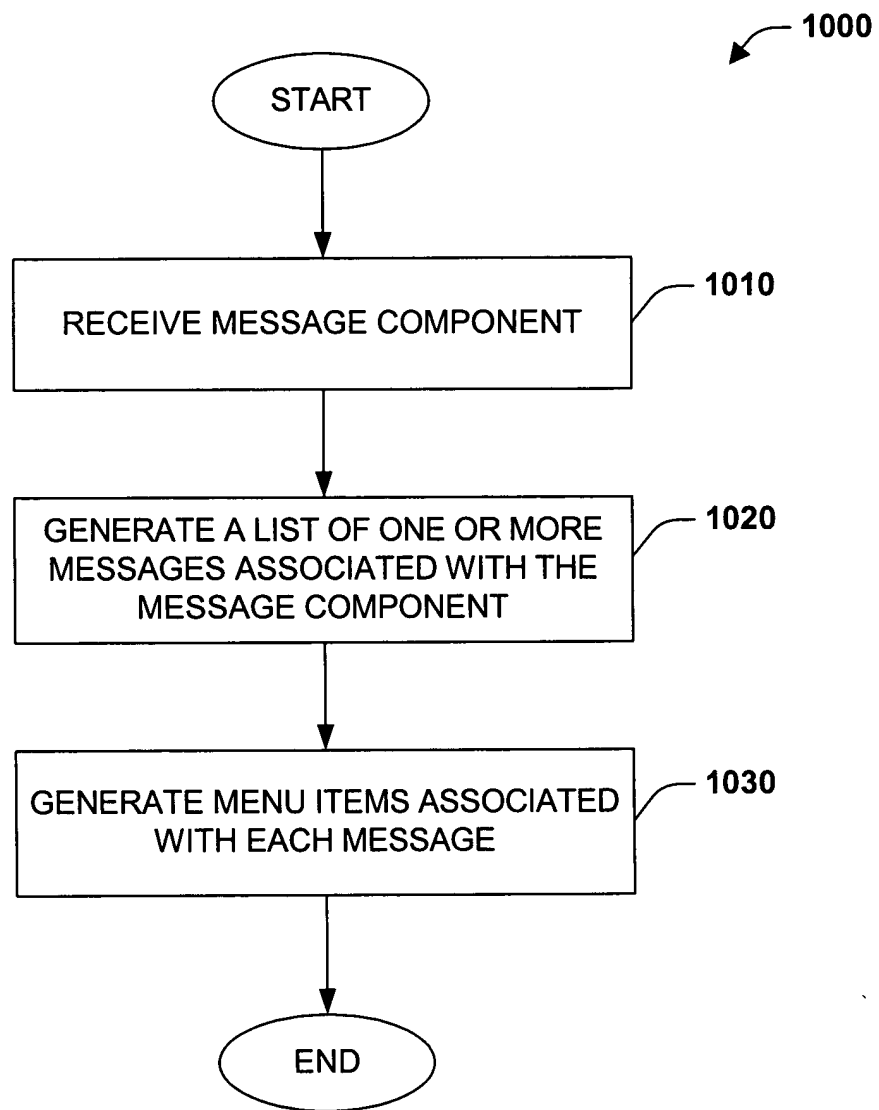 1000
START
RECEIVE MESSAGE COMPONENT
1010
GENERATE A LIST OF ONE OR MORE
MESSAGES ASSOCIATED WITH THE
MESSAGE COMPONENT
1020
GENERATE MENU ITEMS ASSOCIATED
WITH EACH MESSAGE
1030
END